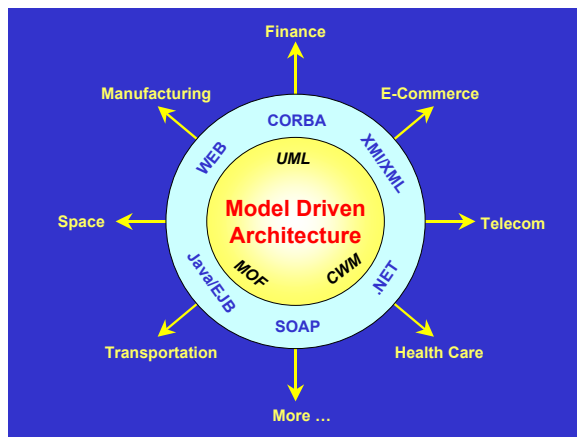 Finance
Manufacturing
E-Commerce
CORBA
WEB
XMI/XML
UML
Space
Model Driven
Architecture
Telecom
MOF
CWM
Java/EJB
.NET
SOAP
Transportation
Health Care
More …